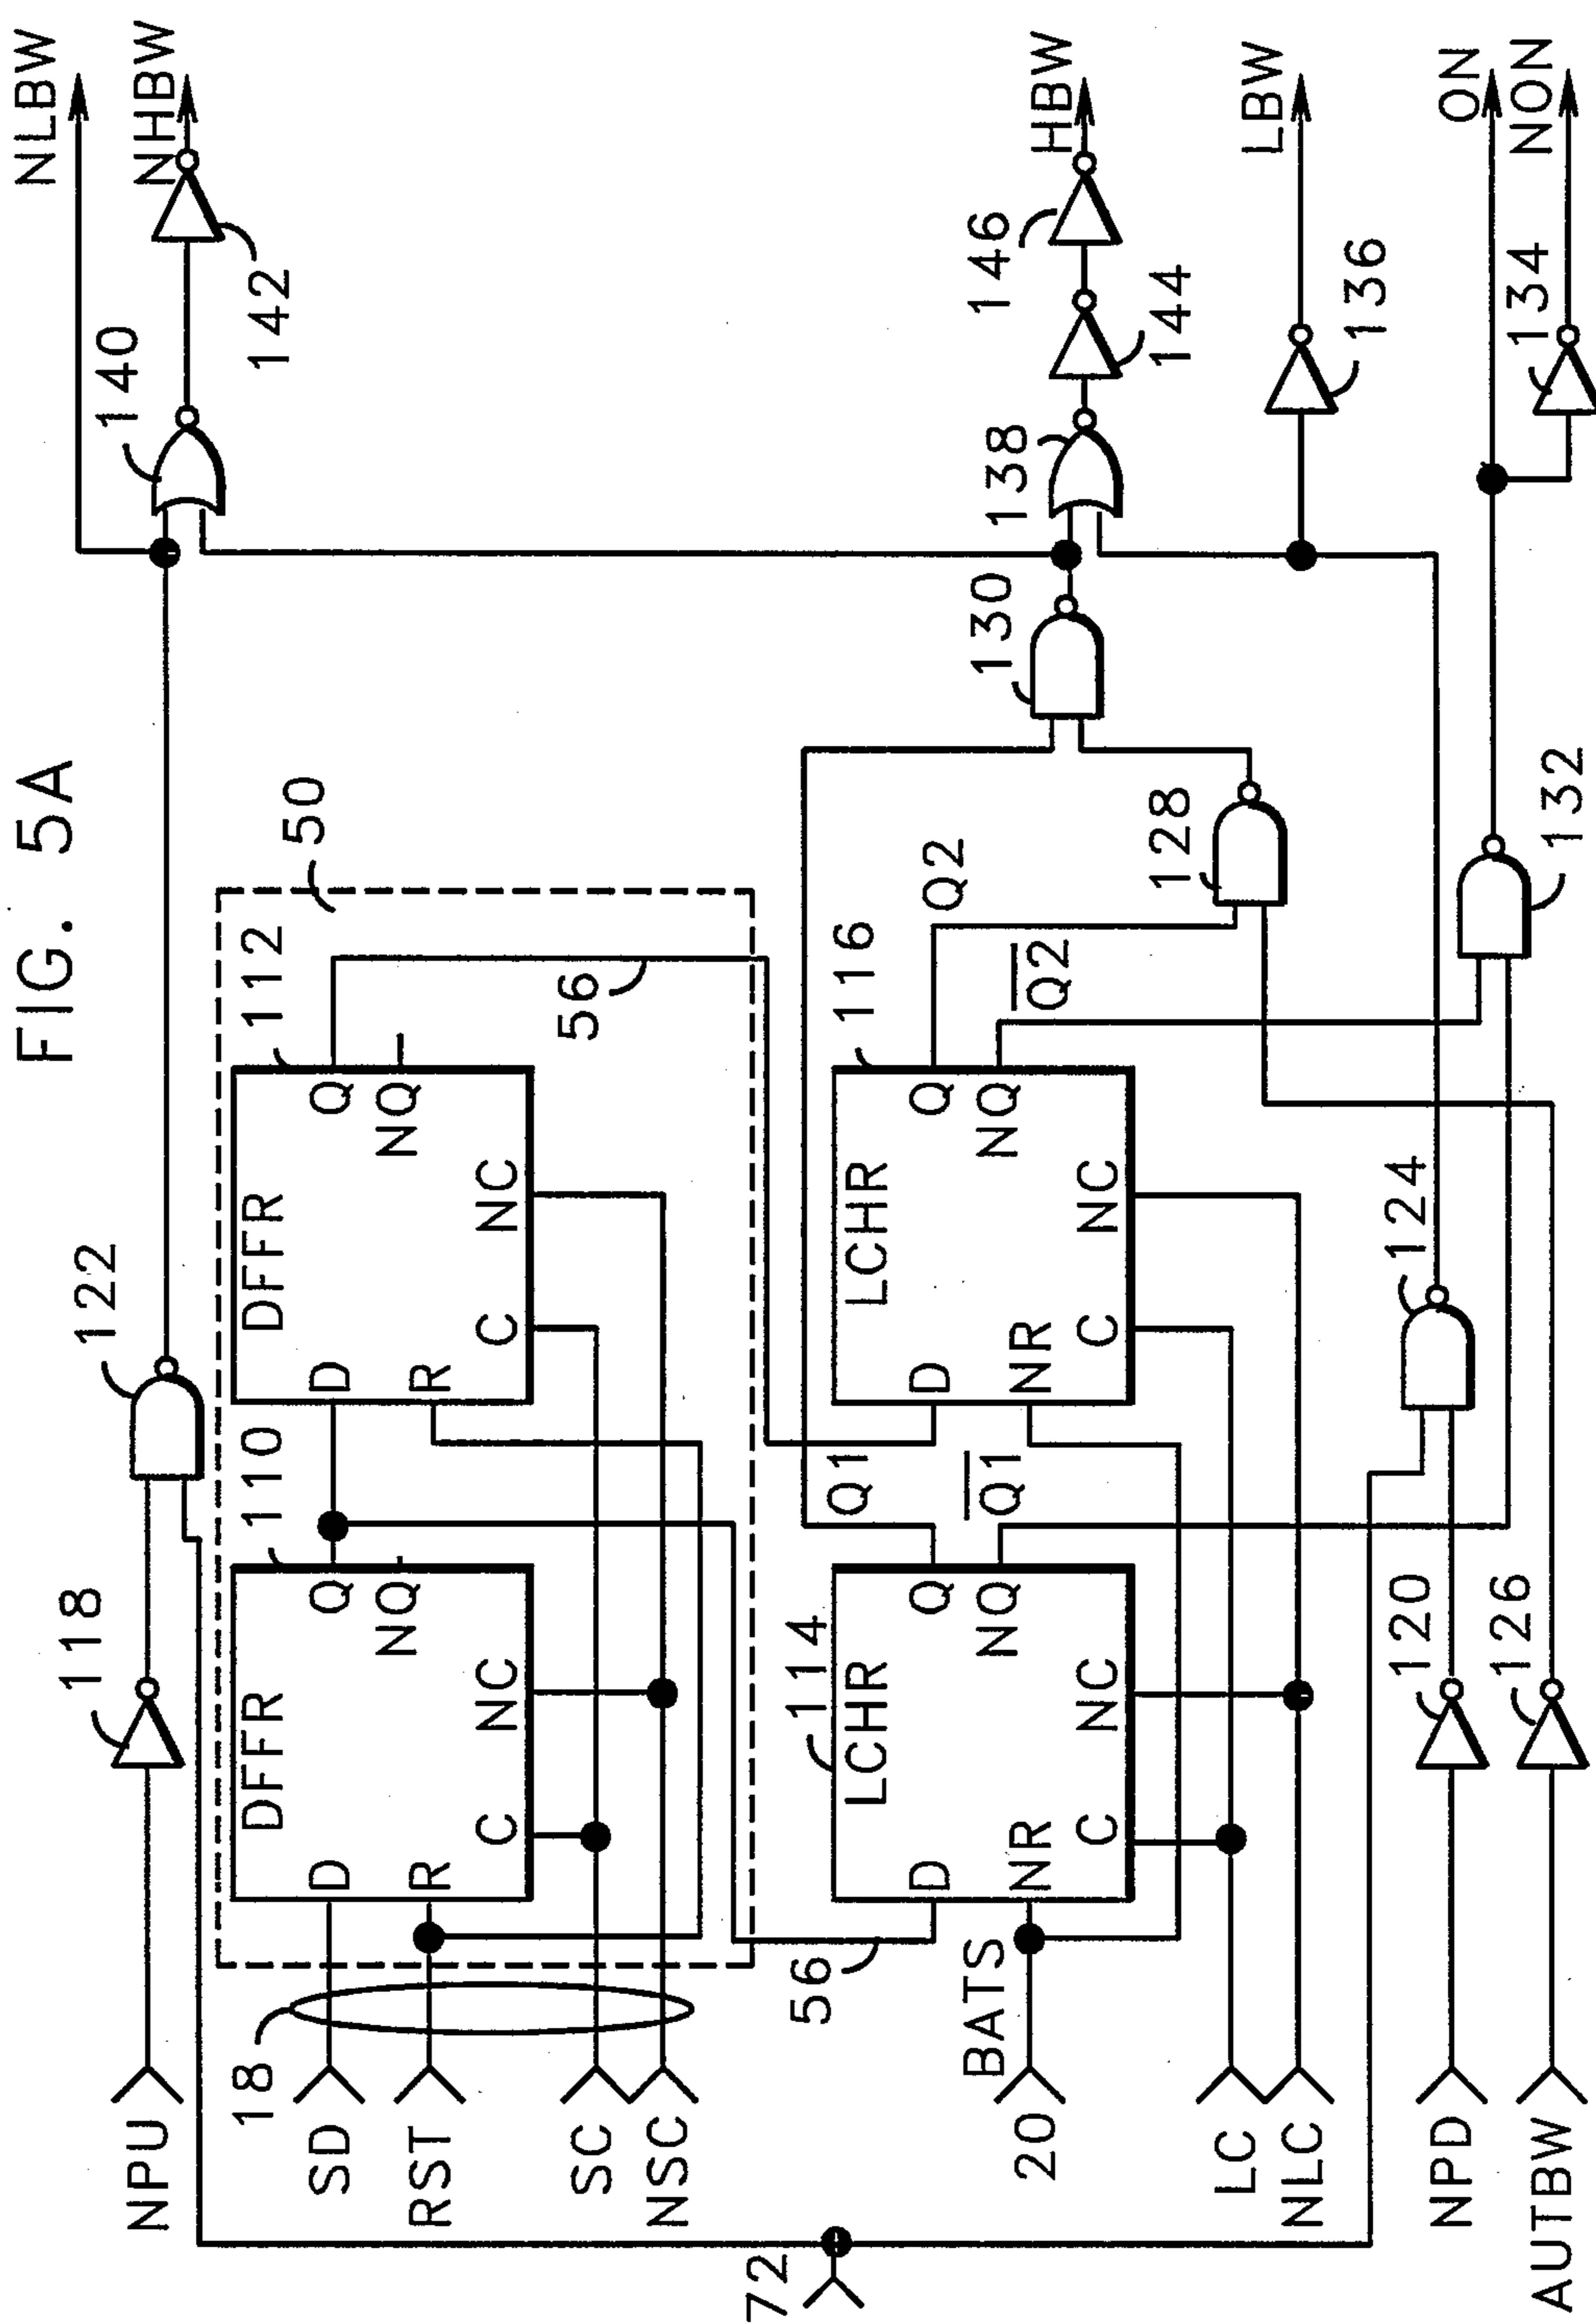 FIG. 5A
NLBW
NHBW
HBW
LBW
ON
NON
140
142
138
146
144
136
134
130
128
132
122
118
50
112
110
DFFR
D
R
C
NC
Q
NQ
DFFR
D
R
C
NC
Q
NQ
56
56
114
LCHR
D
NR
C
NC
Q
NQ
116
LCHR
D
NR
C
NC
Q
NQ
Q1
Q1
Q2
Q2
124
120
126
18
NPU
SD
RST
SC
NSC
72
BATS
20
LC
NLC
NPD
AUTBW